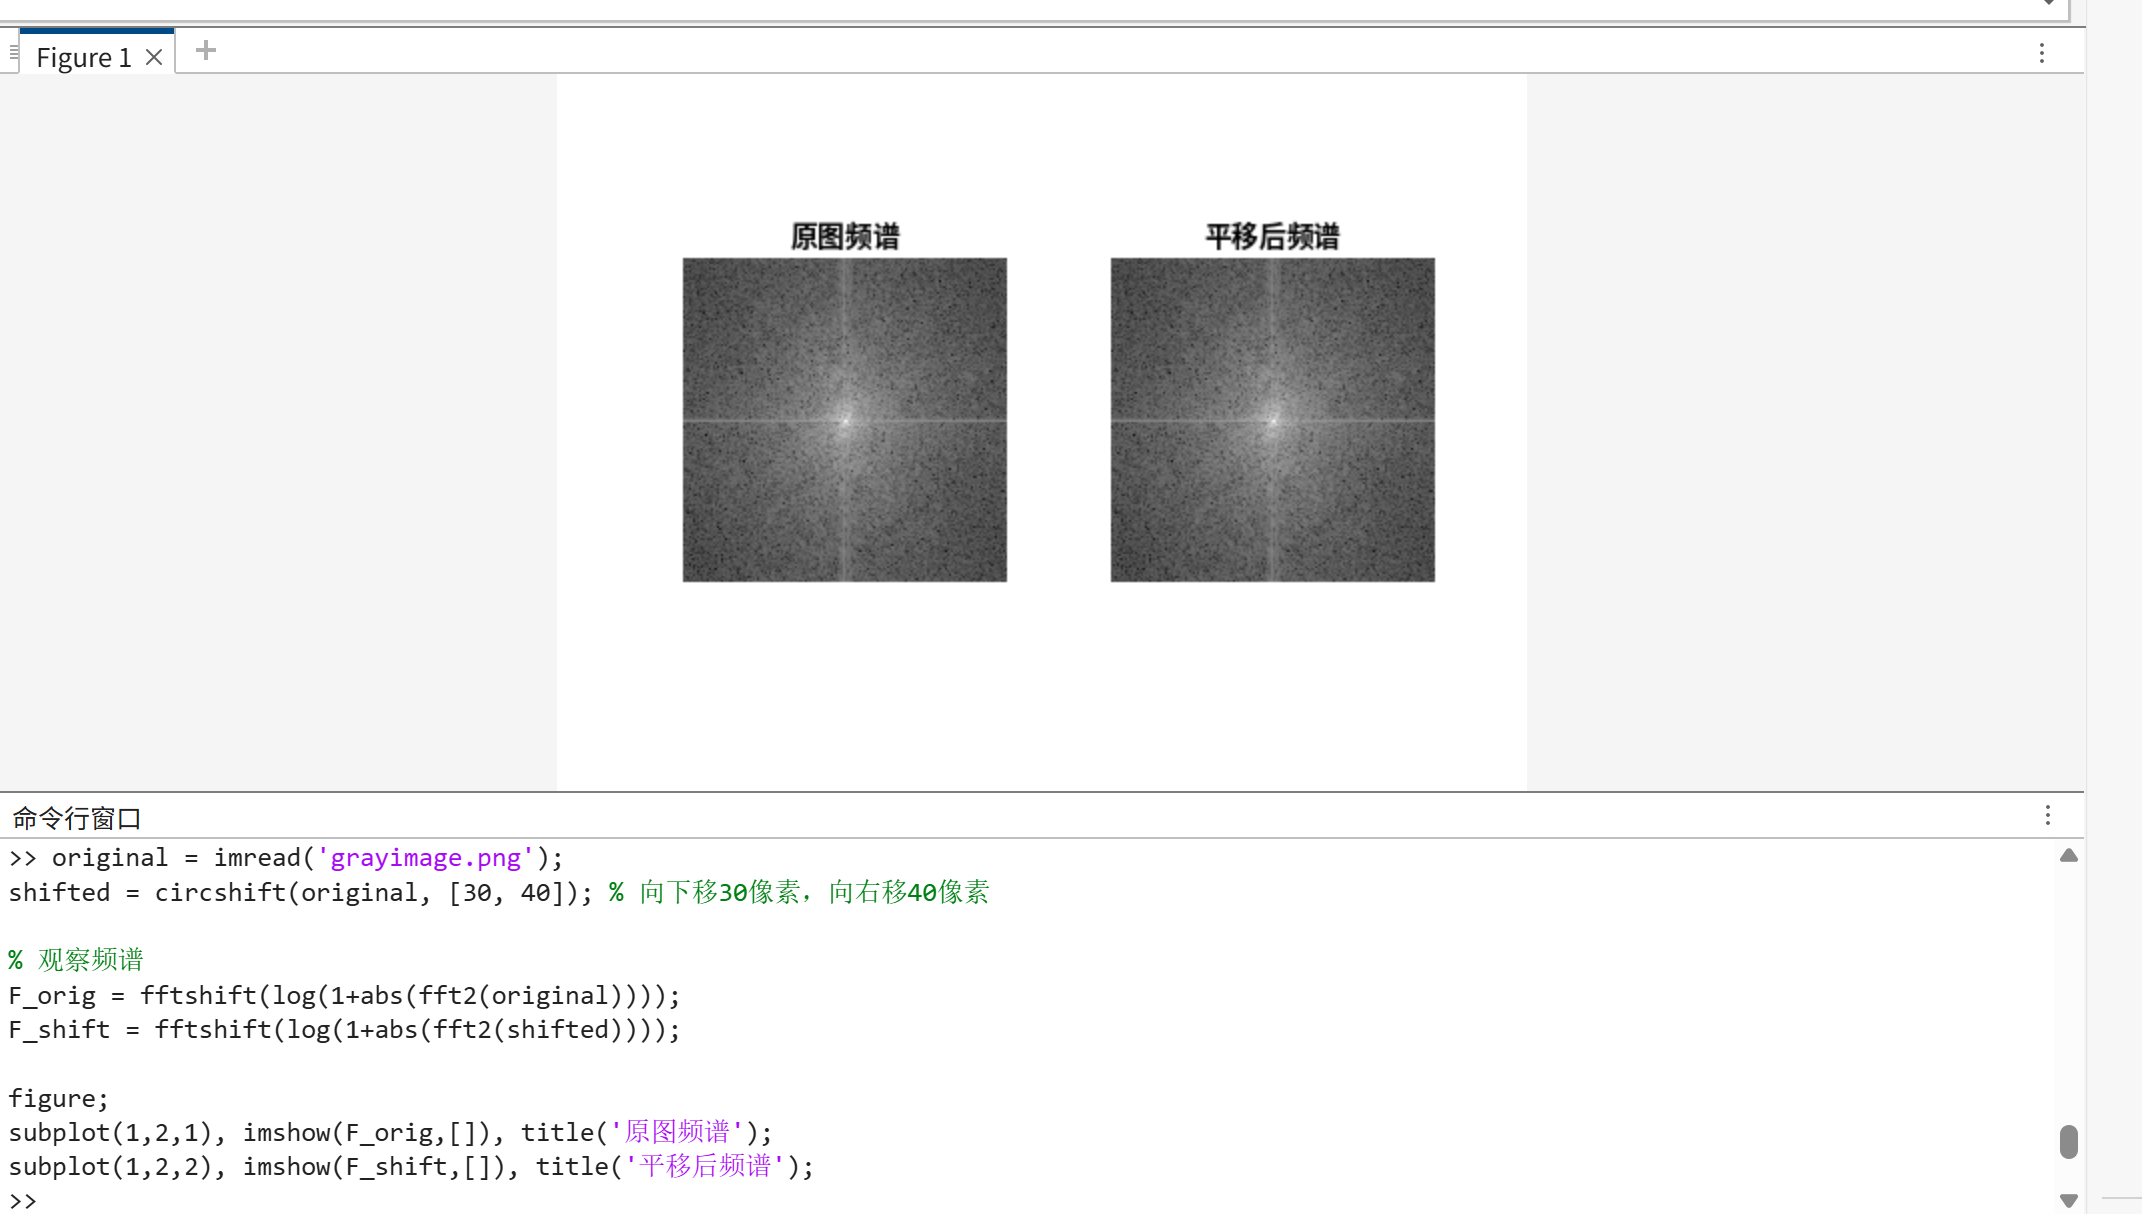 Figure 1
原图频谱
平移后频谱
命令行窗口
>> original = imread('grayimage.png');
shifted = circshift(original, [30, 40]); % 向下移30像素，向右移40像素
% 观察频谱
F_orig = fftshift(log(1+abs(fft2(original))));
F_shift = fftshift(log(1+abs(fft2(shifted))));
figure;
subplot(1,2,1), imshow(F_orig,[]), title('原图频谱');
subplot(1,2,2), imshow(F_shift,[]), title('平移后频谱');
>>